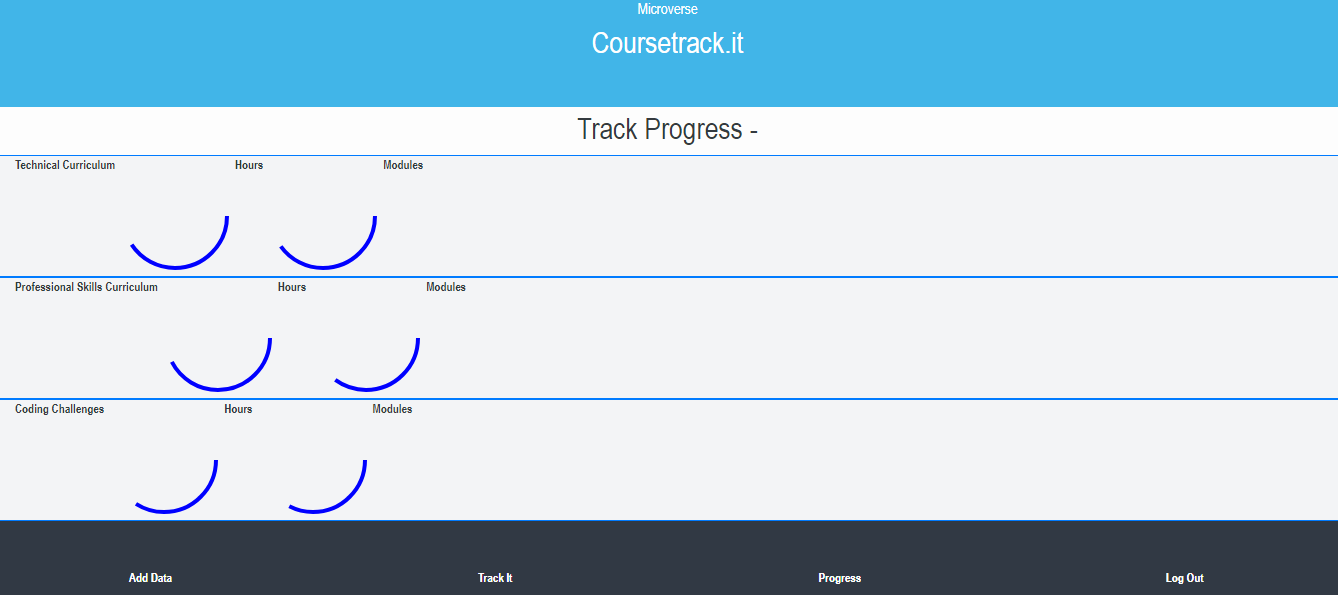 Microverse
Coursetrack.it
Track Progress -
Technical Curriculum Hours Modules
Professional Skills Curriculum Hours Modules
Coding Challenges Hours Modules
Add Data Track It Progress Log Out